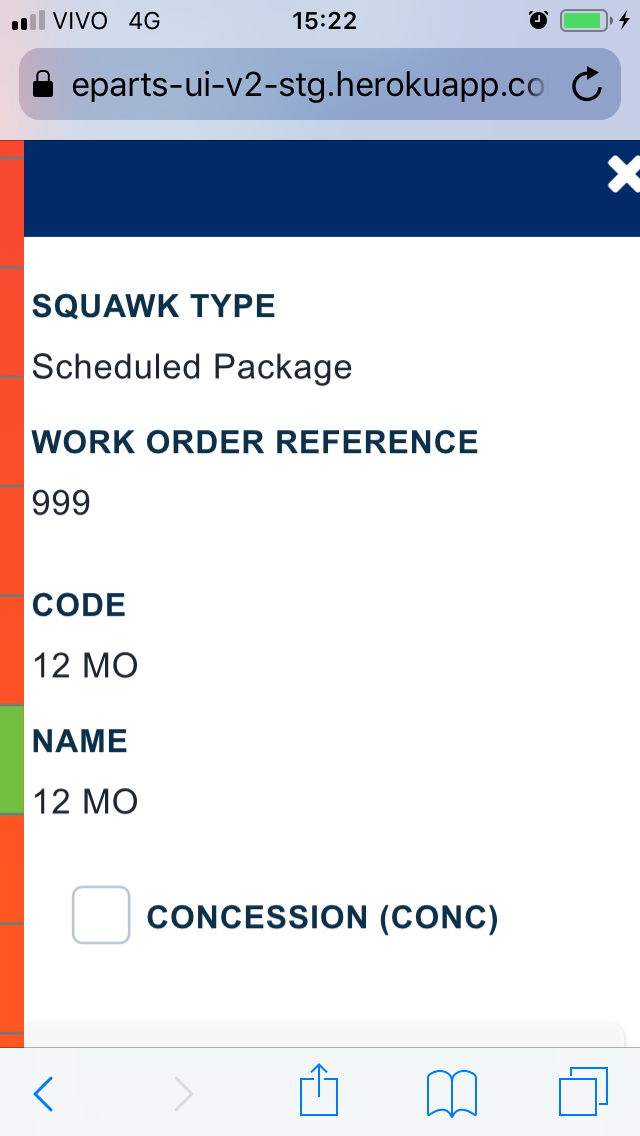 VIVO 4G 15:22
eparts-ui-v2-stg.herokuapp.co
SQUAWK TYPE
Scheduled Package
WORK ORDER REFERENCE
999
CODE
12 MO
NAME
12 MO
CONCESSION (CONC)